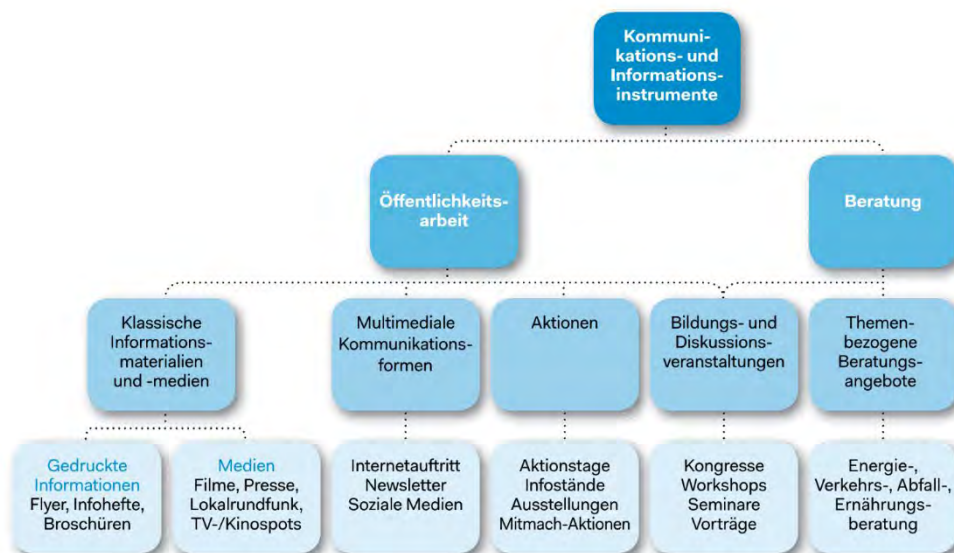 Kommuni-
kations- und
Informations-
instrumente
Öffentlichkeits-
arbeit
Beratung
Klassische
Informations-
materialien
und -medien
Multimediale
Kommunikations-
formen
Aktionen
Bildungs- und
Diskussions-
veranstaltungen
Themen-
bezogene
Beratungs-
angebote
Gedruckte
Informationen
Flyer, Infohefte,
Broschüren
Medien
Filme, Presse,
Lokalrundfunk,
TV-/Kinospots
Internetauftritt
Newsletter
Soziale Medien
Aktionstage
Infostände
Ausstellungen
Mitmach-Aktionen
Kongresse
Workshops
Seminare
Vorträge
Energie-,
Verkehrs-, Abfall-,
Ernährungs-
beratung